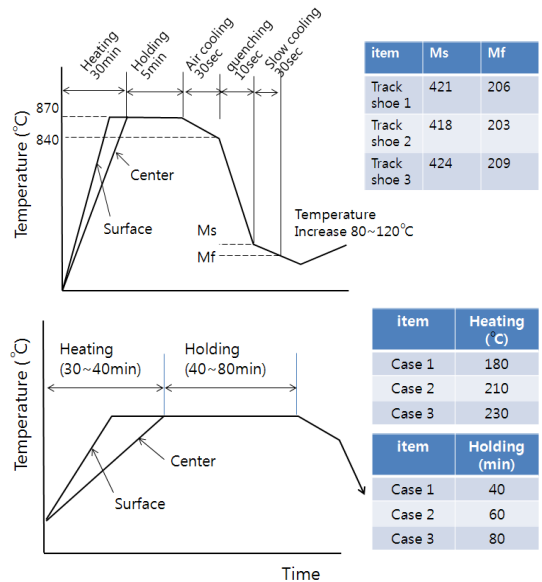 Heating
30min
Holding
5min
Air cooling
30sec
quenching
10sec
Slow cooling
30sec
Temperature (°C)
870
840
Center
Surface
Ms
Mf
Temperature
Increase 80~120°C
item Ms Mf
Track shoe 1 421 206
Track shoe 2 418 203
Track shoe 3 424 209
Temperature (°C)
Heating
(30~40min)
Holding
(40~80min)
Center
Surface
Time
item Heating (°C)
Case 1 180
Case 2 210
Case 3 230
item Holding (min)
Case 1 40
Case 2 60
Case 3 80